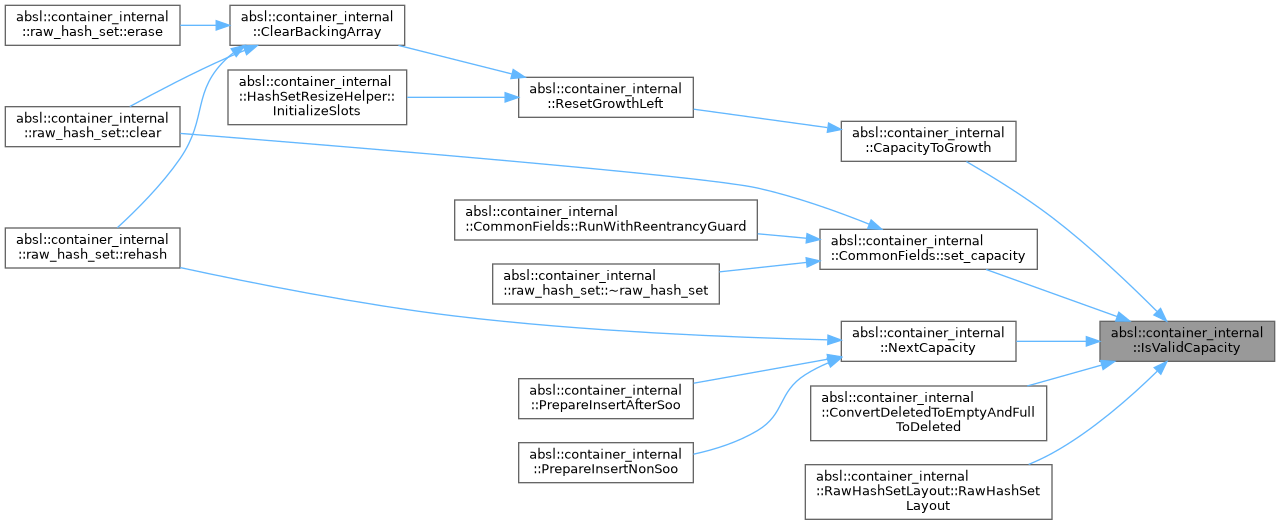 absl::container_internal
::raw_hash_set::erase
absl::container_internal
::ClearBackingArray
absl::container_internal
::HashSetResizeHelper::
InitializeSlots
absl::container_internal
::ResetGrowthLeft
absl::container_internal
::raw_hash_set::clear
absl::container_internal
::CapacityToGrowth
absl::container_internal
::CommonFields::RunWithReentrancyGuard
absl::container_internal
::raw_hash_set::rehash
absl::container_internal
::CommonFields::set_capacity
absl::container_internal
::raw_hash_set::~raw_hash_set
absl::container_internal
::NextCapacity
absl::container_internal
::IsValidCapacity
absl::container_internal
::PrepareInsertAfterSoo
absl::container_internal
::ConvertDeletedToEmptyAndFull
ToDeleted
absl::container_internal
::PrepareInsertNonSoo
absl::container_internal
::RawHashSetLayout::RawHashSet
Layout